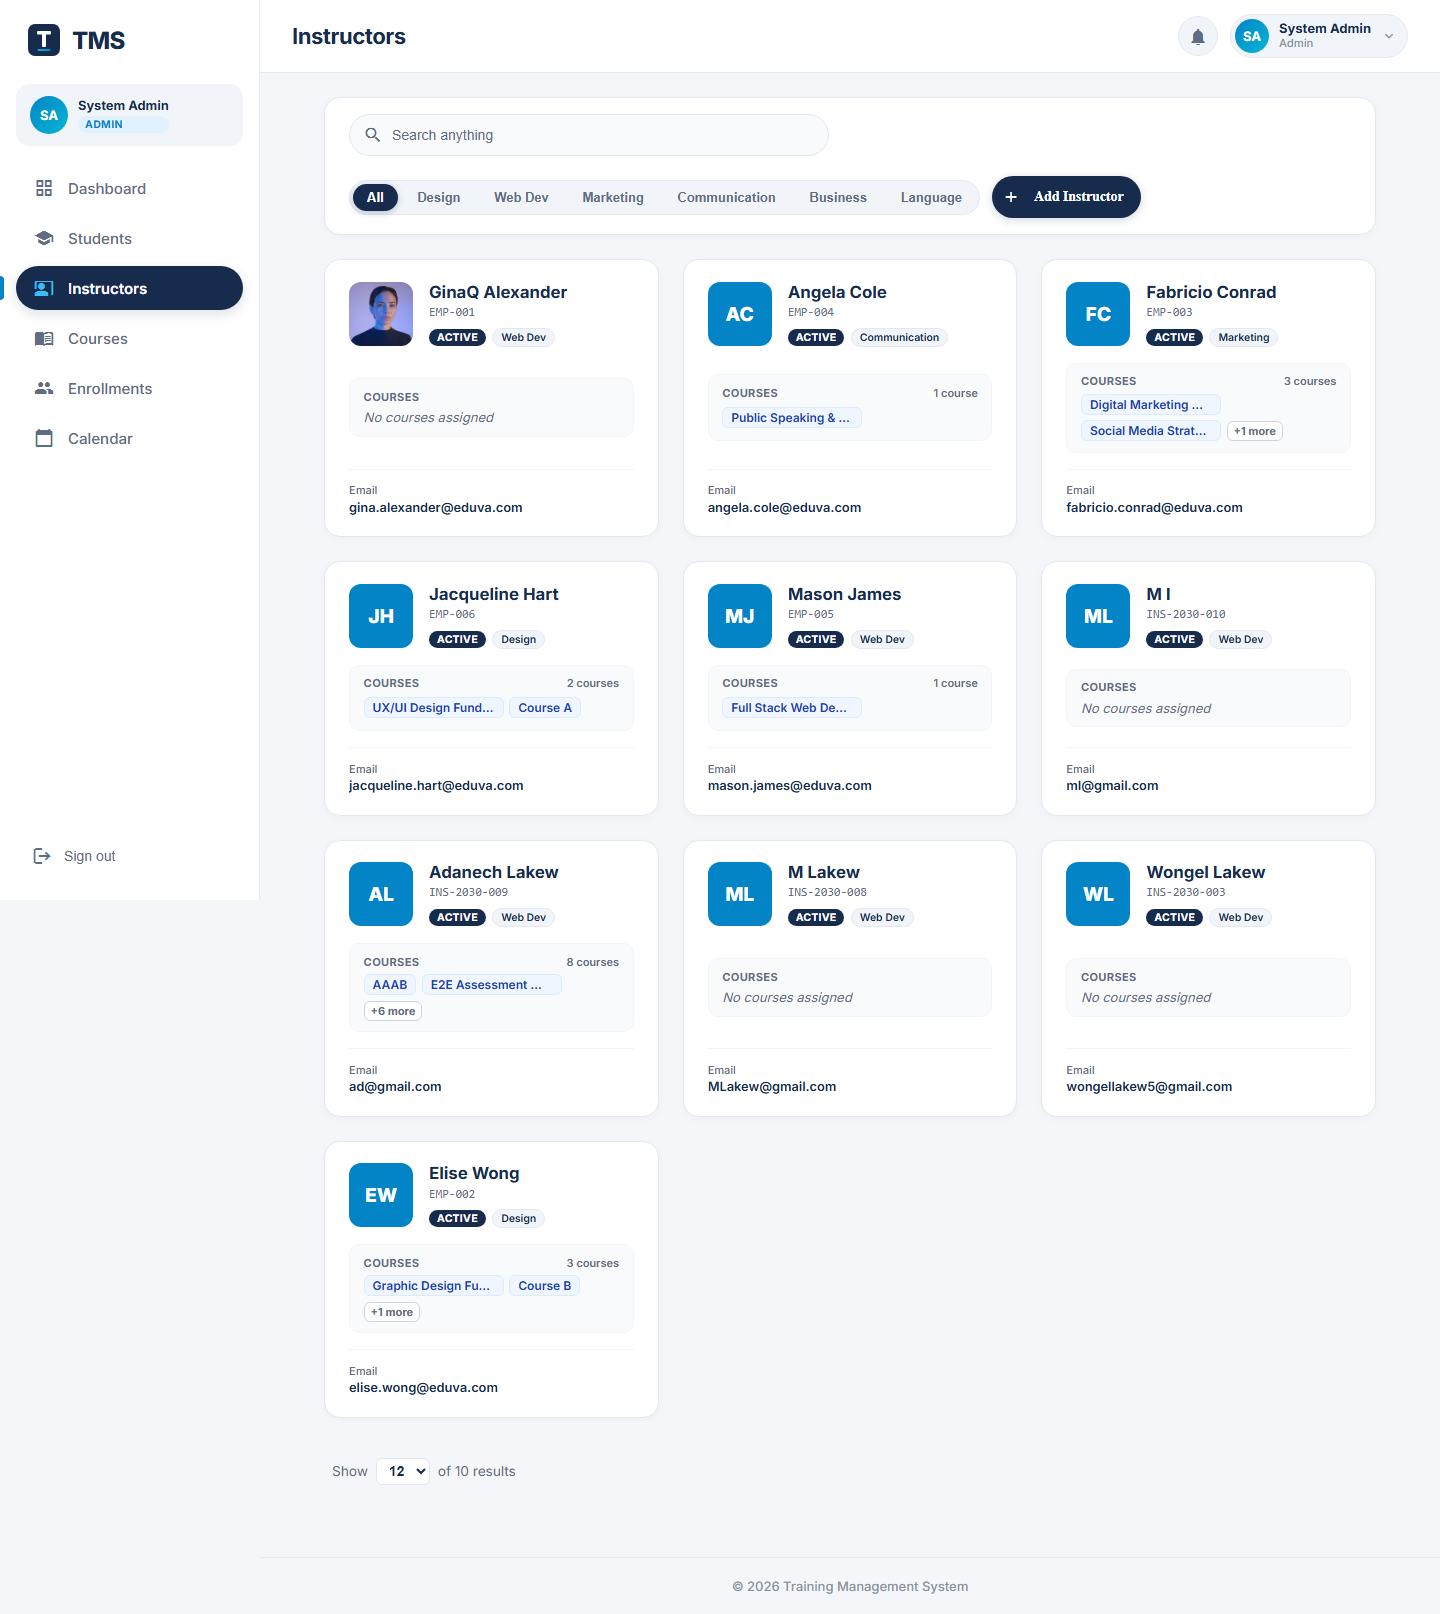 TMS
SA
System Admin
ADMIN
Dashboard
Students
Instructors
Courses
Enrollments
Calendar
Sign out
Instructors
SA
System Admin
Admin
Search anything
All
Design
Web Dev
Marketing
Communication
Business
Language
+ Add Instructor
GinaQ Alexander
EMP-001
ACTIVE
Web Dev
COURSES
No courses assigned
Email
gina.alexander@eduva.com
AC
Angela Cole
EMP-004
ACTIVE
Communication
COURSES
1 course
Public Speaking & ...
Email
angela.cole@eduva.com
FC
Fabricio Conrad
EMP-003
ACTIVE
Marketing
COURSES
3 courses
Digital Marketing ...
Social Media Strat...
+1 more
Email
fabricio.conrad@eduva.com
JH
Jacqueline Hart
EMP-006
ACTIVE
Design
COURSES
2 courses
UX/UI Design Fund...
Course A
Email
jacqueline.hart@eduva.com
MJ
Mason James
EMP-005
ACTIVE
Web Dev
COURSES
1 course
Full Stack Web De...
Email
mason.james@eduva.com
ML
M l
INS-2030-010
ACTIVE
Web Dev
COURSES
No courses assigned
Email
ml@gmail.com
AL
Adanech Lakew
INS-2030-009
ACTIVE
Web Dev
COURSES
8 courses
AAAB
E2E Assessment ...
+6 more
Email
ad@gmail.com
ML
M Lakew
INS-2030-008
ACTIVE
Web Dev
COURSES
No courses assigned
Email
MLakew@gmail.com
WL
Wongel Lakew
INS-2030-003
ACTIVE
Web Dev
COURSES
No courses assigned
Email
wongellakew5@gmail.com
EW
Elise Wong
EMP-002
ACTIVE
Design
COURSES
3 courses
Graphic Design Fu...
Course B
+1 more
Email
elise.wong@eduva.com
Show 12 of 10 results
© 2026 Training Management System